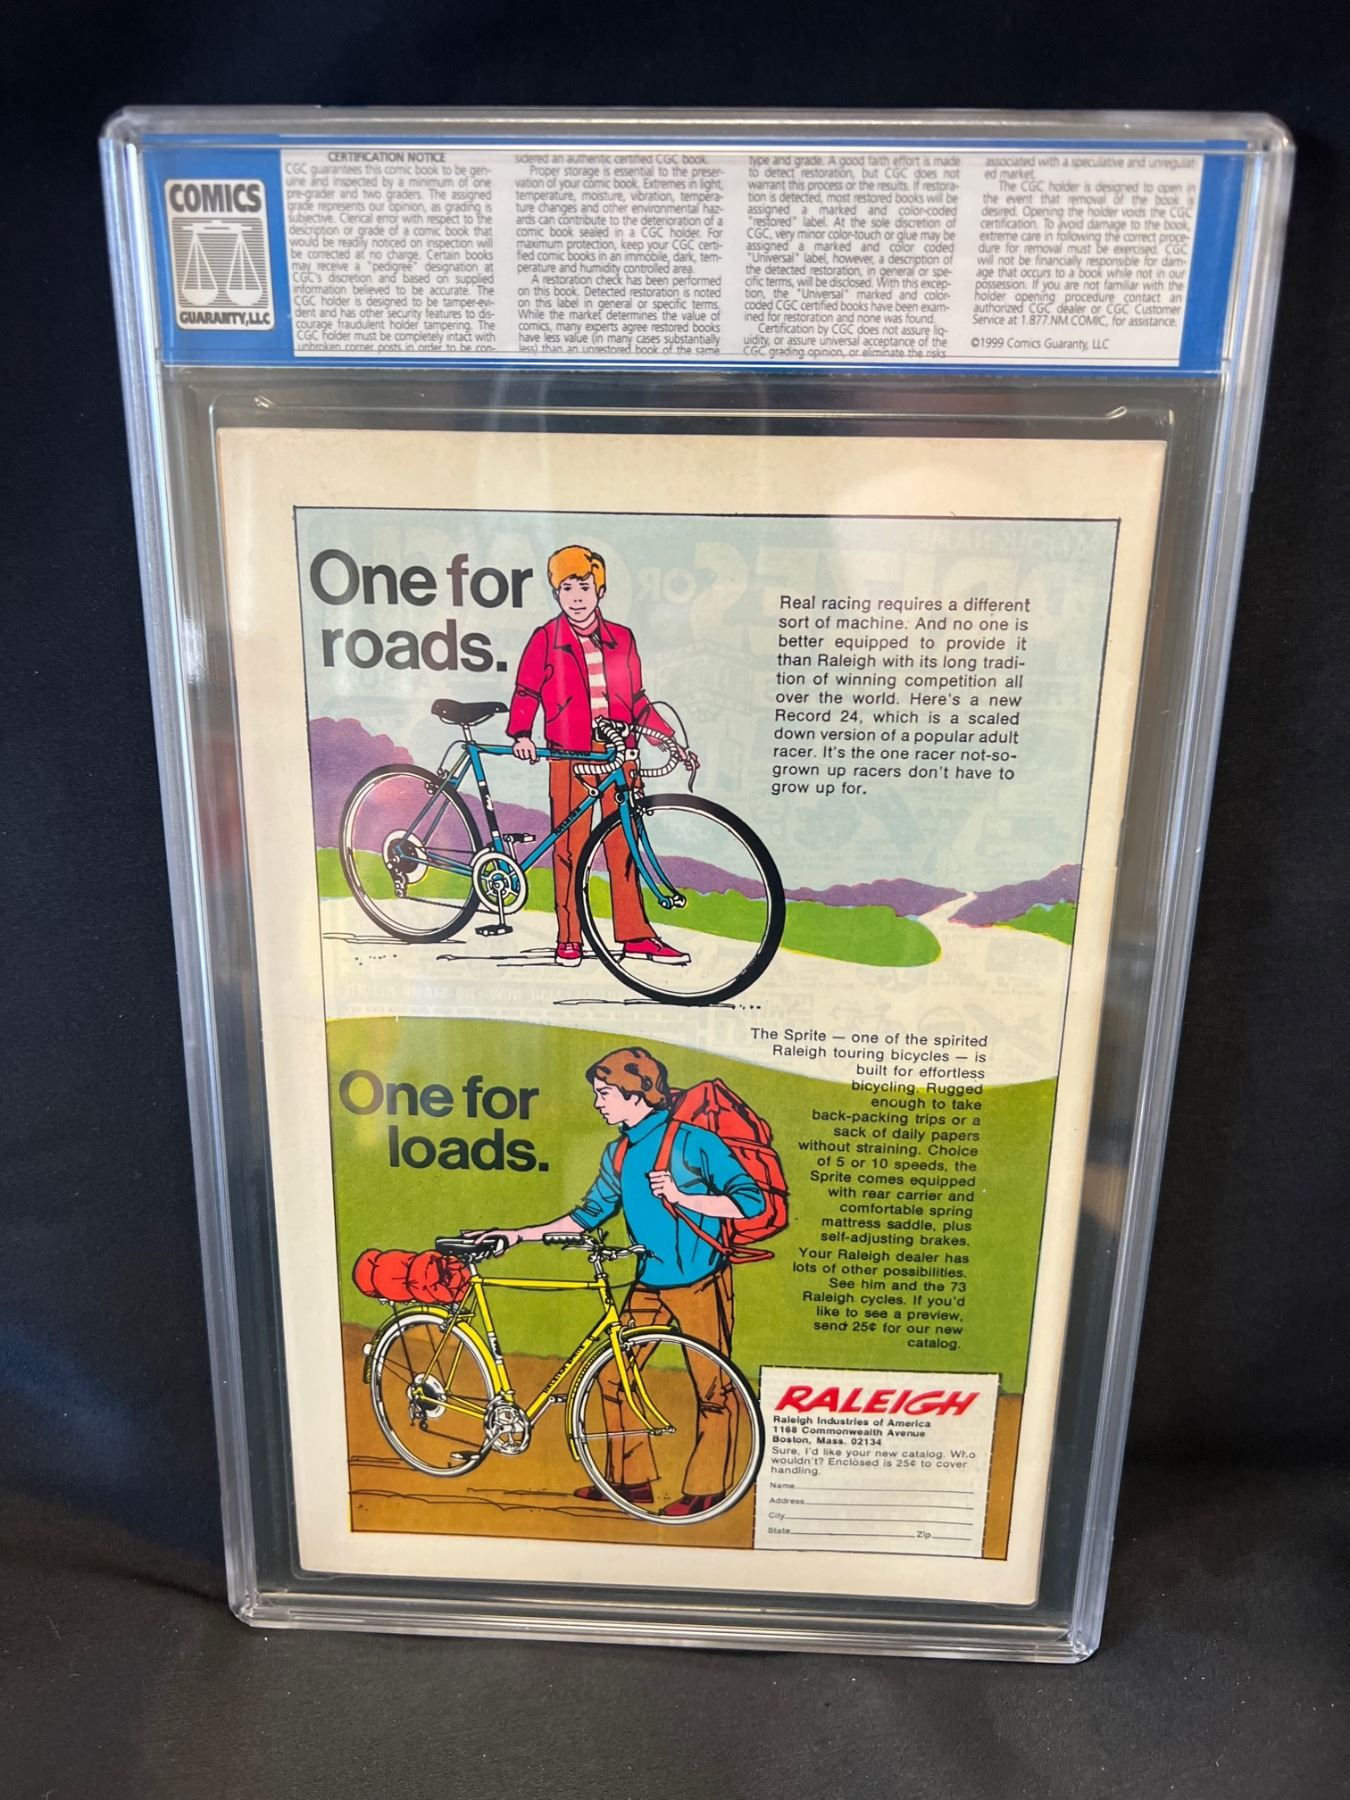 COMICS
GUARANTY, LLC
CERTIFICATION NOTICE
CGC guarantees this comic book to be gen-
uine and inspected by a minimum of one
pre-grader and two graders. The assigned
grade represents our opinion, as grading is
subjective. Clerical error with respect to the
description or grade of a comic book that
would be readily noticed on inspection will
be corrected at no charge. Certain books
may receive a "pedigree" designation at
CGC's discretion and based on supplied
information believed to be accurate. The
CGC holder is designed to be tamper-evi-
dent and has other security features to dis-
courage fraudulent holder tampering. The
CGC holder must be completely intact with
unbroken corner posts in order to be con-
sidered an authentic certified CGC book.
Proper storage is essential to the preser-
vation of your comic book. Extremes in light,
temperature, moisture, vibration, tempera-
ture changes and other environmental haz-
ards can contribute to the deterioration of a
comic book sealed in a CGC holder. For
maximum protection, keep your CGC certi-
fied comic books in an immobile, dark, tem-
perature and humidity controlled area.
A restoration check has been performed
on this book. Detected restoration is noted
on this label in general or specific terms.
While the market determines the value of
comics, many experts agree restored books
have less value (in many cases substantially
less) than an unrestored book of the same
type and grade. A good faith effort is made
to detect restoration, but CGC does not
warrant this process or the results. If restora-
tion is detected, most restored books will be
assigned a marked and color-coded
"restored" label. At the sole discretion of
CGC, very minor color-touch or glue may be
assigned a marked and color coded
"Universal" label, however, a description of
the detected restoration, in general or spe-
cific terms, will be disclosed. With this excep-
tion, the "Universal" marked and color-
coded CGC certified books have been exam-
ined for restoration and none was found.
Certification by CGC does not assure liq-
uidity, or assure universal acceptance of the
CGC grading opinion, or eliminate the risks
associated with a speculative and unregulat-
ed market.
The CGC holder is designed to open in
the event that removal of the book is
desired. Opening the holder voids the CGC
certification. To avoid damage to the book,
extreme care in following the correct proce-
dure for removal must be exercised. CGC
will not be financially responsible for dam-
age that occurs to a book while not in our
possession. If you are not familiar with the
holder opening procedure contact an
authorized CGC dealer or CGC Customer
Service at 1.877.NM.COMIC, for assistance.
©1999 Comics Guaranty, LLC
One for
roads.
Real racing requires a different
sort of machine. And no one is
better equipped to provide it
than Raleigh with its long tradi-
tion of winning competition all
over the world. Here's a new
Record 24, which is a scaled
down version of a popular adult
racer. It's the one racer not-so-
grown up racers don't have to
grow up for.
RECORD
RALEIGH
The Sprite — one of the spirited
Raleigh touring bicycles — is
built for effortless
bicycling. Rugged
enough to take
back-packing trips or a
sack of daily papers
without straining. Choice
of 5 or 10 speeds, the
Sprite comes equipped
with rear carrier and
comfortable spring
mattress saddle, plus
self-adjusting brakes.
Your Raleigh dealer has
lots of other possibilities.
See him and the 73
Raleigh cycles. If you'd
like to see a preview,
send 25¢ for our new
catalog.
One for
loads.
RALEIGH SPRITE
RALEIGH
Raleigh Industries of America
1168 Commonwealth Avenue
Boston, Mass. 02134
Sure, I'd like your new catalog. Who
wouldn't? Enclosed is 25¢ to cover
handling.
Name
Address
City
State Zip